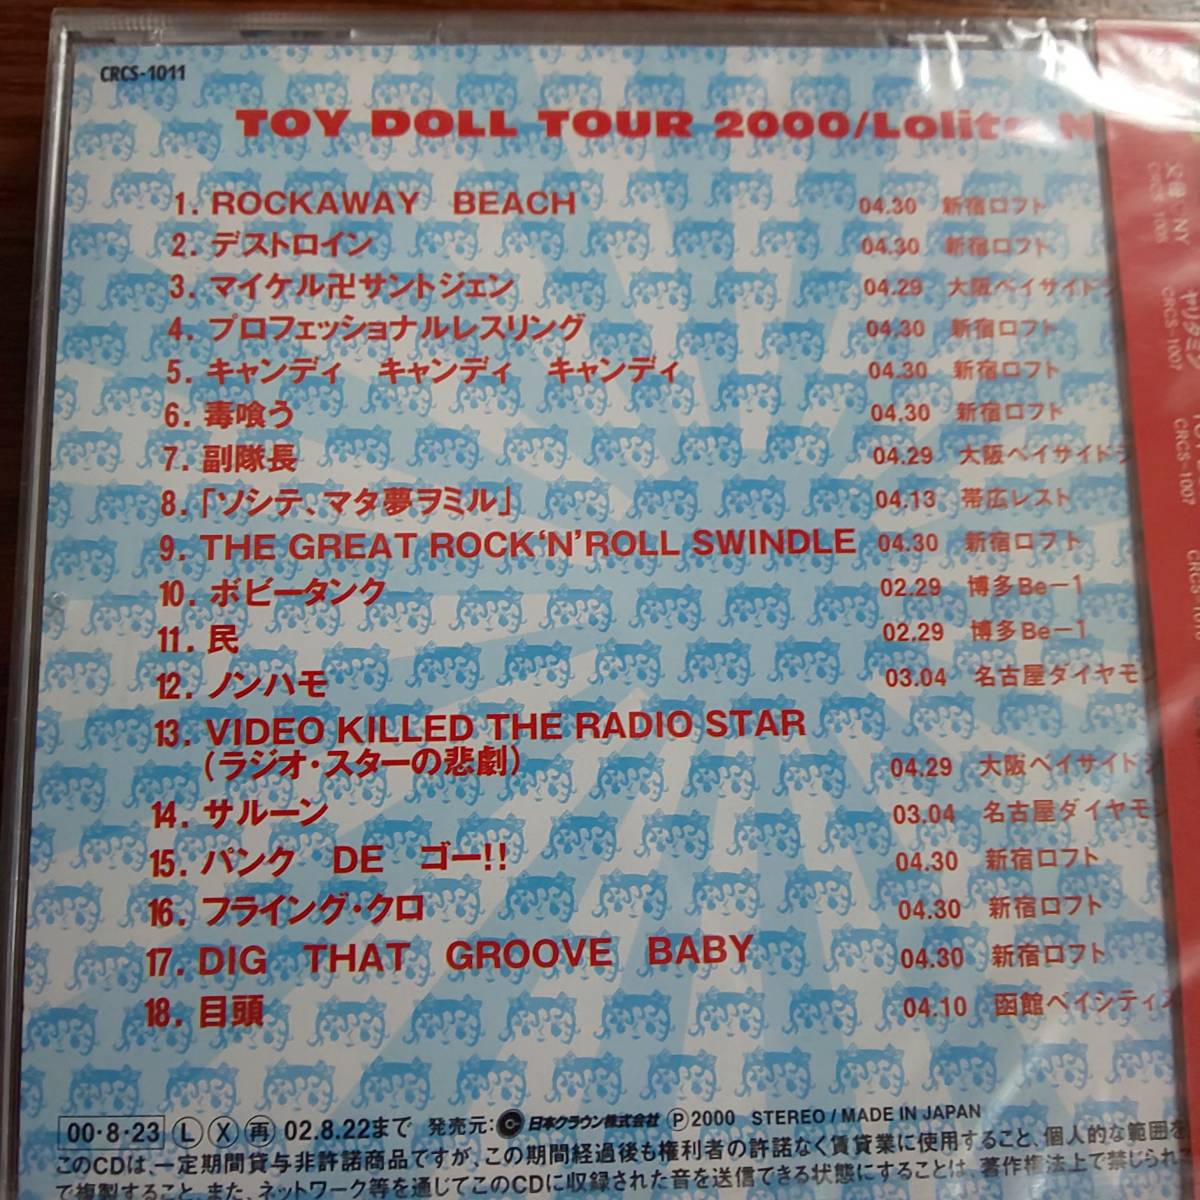 CRCS-1011
TOY DOLL TOUR 2000/Lolita N
1. ROCKAWAY BEACH 04.30 新宿ロフト
2. デストロイン 04.30 新宿ロフト
3. マイケル卍サントジェン 04.29 大阪ベイサイド
4. プロフェッショナルレスリング 04.30 新宿ロフト
5. キャンディ キャンディ キャンディ 04.30 新宿ロフト
6. 毒喰う 04.30 新宿ロフト
7. 副隊長 04.29 大阪ベイサイド
8. 「ソシテ、マタ夢ヲミル」 04.13 帯広レスト
9. THE GREAT ROCK‘N’ROLL SWINDLE 04.30 新宿ロフト
10. ボビータンク 02.29 博多Be-1
11. 民 02.29 博多Be-1
12. ノンハモ 03.04 名古屋ダイヤモン
13. VIDEO KILLED THE RADIO STAR
(ラジオ・スターの悲劇) 04.29 大阪ベイサイド
14. サルーン 03.04 名古屋ダイヤモン
15. パンク DE ゴー!! 04.30 新宿ロフト
16. フライング・クロ 04.30 新宿ロフト
17. DIG THAT GROOVE BABY 04.30 新宿ロフト
18. 目頭 04.10 函館ベイシティ
00・8・23 L X 再 02.8.22まで 発売元: 日本クラウン株式会社 P2000 STEREO / MADE IN JAPAN
このCDは、一定期間貸与非許諾商品ですが、この期間経過後も権利者の許諾なく賃貸業に使用すること、個人的な範囲を
で複製すること、また、ネットワーク等を通じてこのCDに収録された音を送信できる状態にすることは、著作権法上で禁じられ
CRCS-1007
CRCS-1007